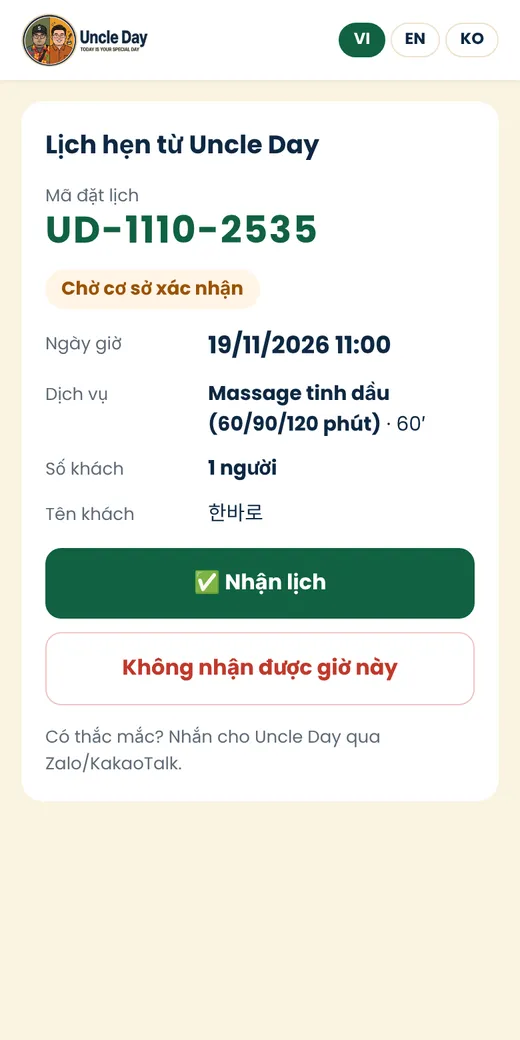 Uncle Day
TODAY IS YOUR SPECIAL DAY
VI
EN
KO
Lịch hẹn từ Uncle Day
Mã đặt lịch
UD-1110-2535
Chờ cơ sở xác nhận
Ngày giờ
19/11/2026 11:00
Dịch vụ
Massage tinh dầu
(60/90/120 phút) · 60′
Số khách
1 người
Tên khách
한바로
✅ Nhận lịch
Không nhận được giờ này
Có thắc mắc? Nhắn cho Uncle Day qua
Zalo/KakaoTalk.